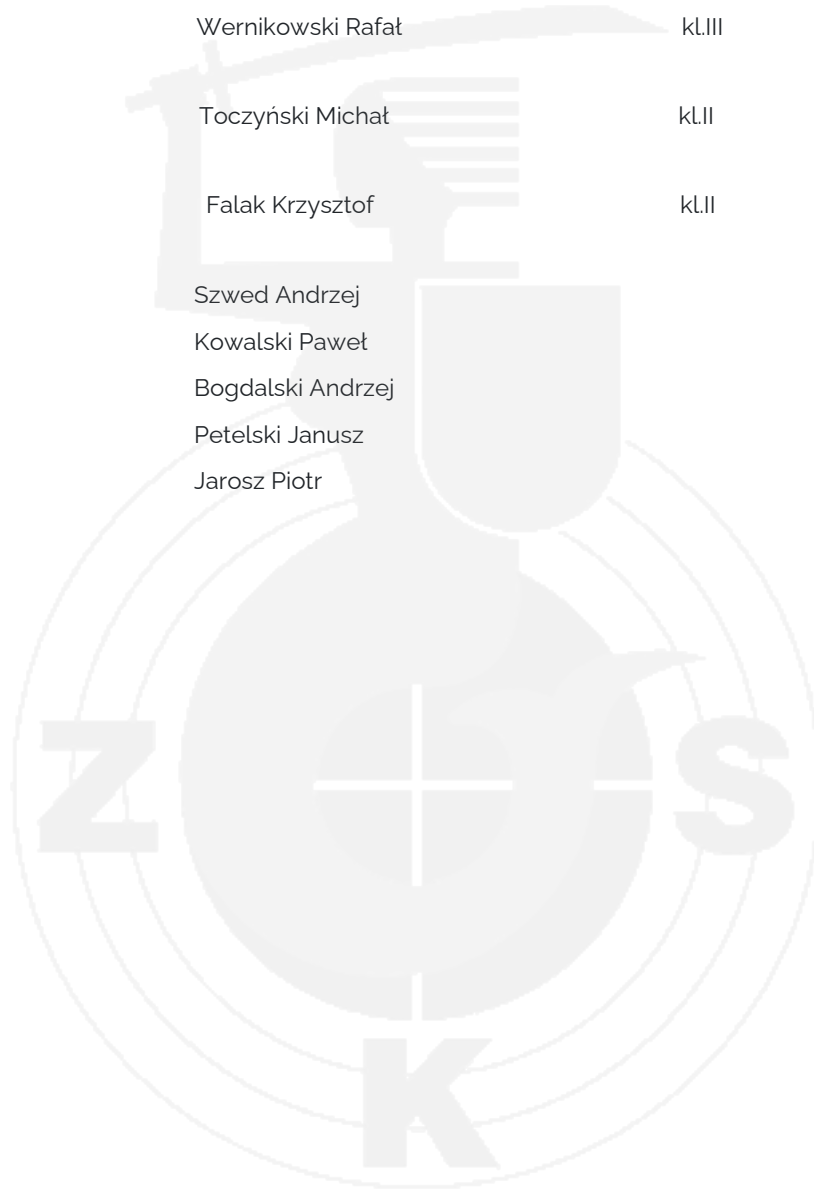 Wernikowski Rafał kl.III
Toczyński Michał kl.II
Falak Krzysztof kl.II
Szwed Andrzej
Kowalski Paweł
Bogdalski Andrzej
Petelski Janusz
Jarosz Piotr
Z S
K